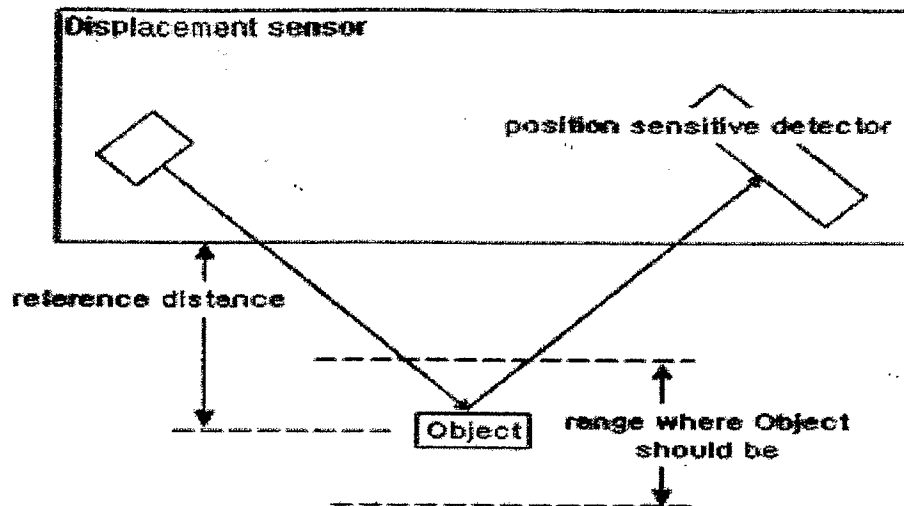 Displacement sensor
position sensitive detector
reference distance
Object
range where Object
should be